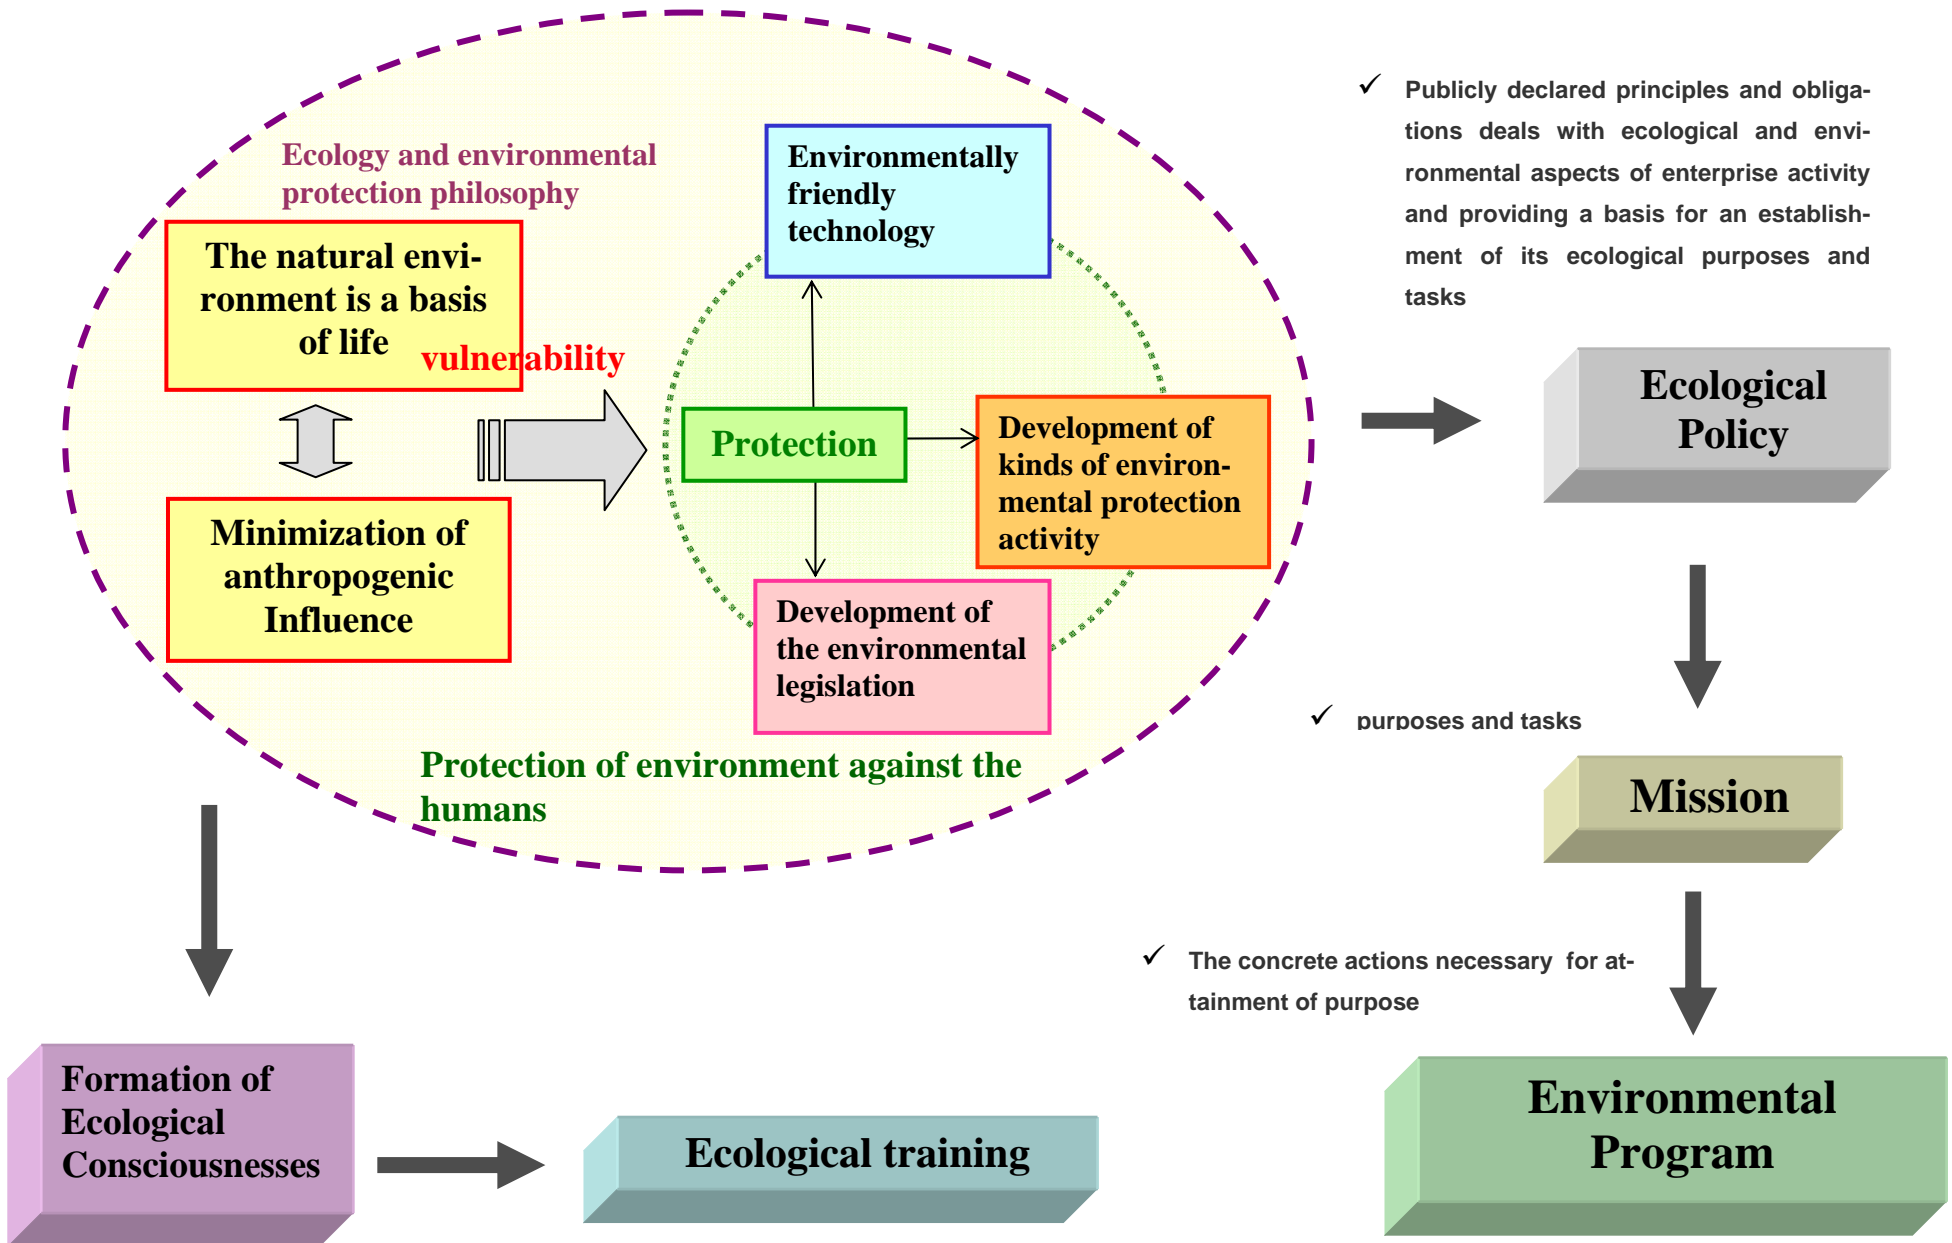 Ecology and environmental
protection philosophy
The natural envi-
ronment is a basis
of life
vulnerability
Minimization of
anthropogenic
Influence
Environmentally
friendly
technology
Protection
Development of
kinds of environ-
mental protection
activity
Development of
the environmental
legislation
Protection of environment against the
humans
✓ Publicly declared principles and obliga-
tions deals with ecological and envi-
ronmental aspects of enterprise activity
and providing a basis for an establish-
ment of its ecological purposes and
tasks
Ecological
Policy
✓ purposes and tasks
Mission
✓ The concrete actions necessary for at-
tainment of purpose
Environmental
Program
Formation of
Ecological
Consciousnesses
Ecological training